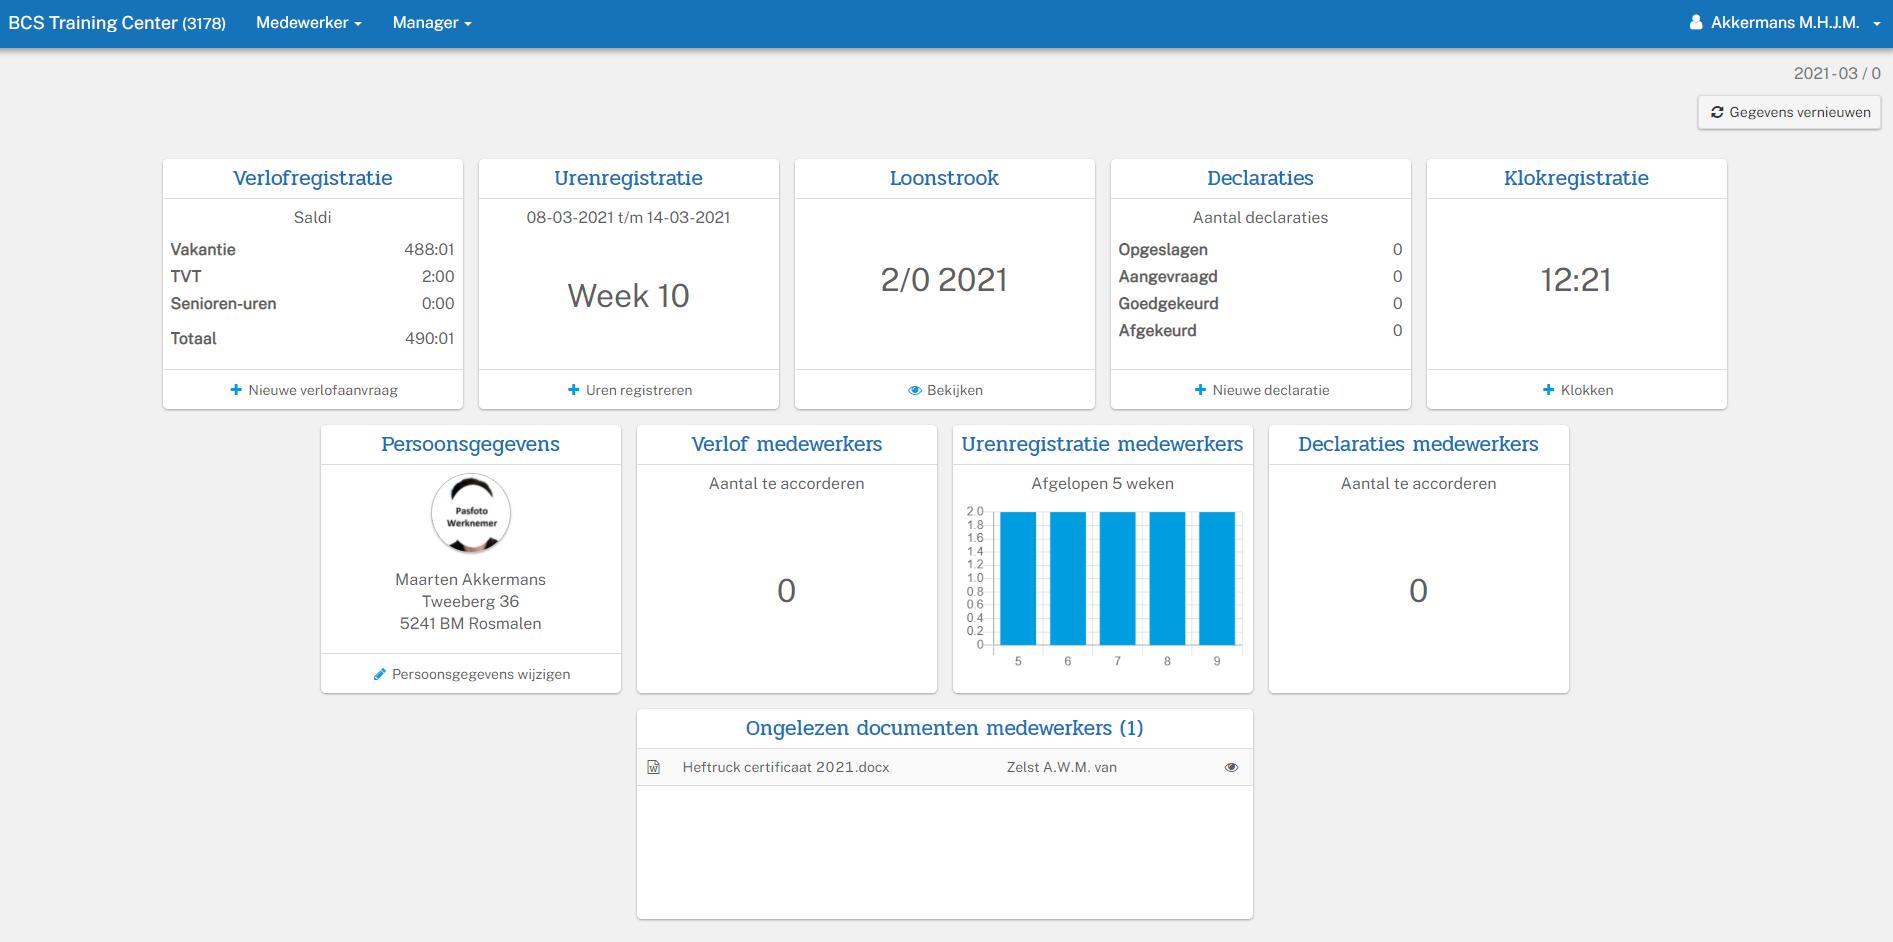 BCS Training Center (3178) Medewerker Manager Akkermans M.H.J.M.
2021-03 / 0
Gegevens vernieuwen
Verlofregistratie
Saldi
Vakantie 488:01
TVT 2:00
Senioren-uren 0:00
Totaal 490:01
Nieuwe verlofaanvraag
Urenregistratie
08-03-2021 t/m 14-03-2021
Week 10
Uren registreren
Loonstrook
2/0 2021
Bekijken
Declaraties
Aantal declaraties
Opgeslagen 0
Aangevraagd 0
Goedgekeurd 0
Afgekeurd 0
Nieuwe declaratie
Klokregistratie
12:21
Klokken
Persoonsgegevens
Pasfoto
Werknemer
Maarten Akkermans
Tweeberg 36
5241 BM Rosmalen
Persoonsgegevens wijzigen
Verlof medewerkers
Aantal te accorderen
0
Urenregistratie medewerkers
Afgelopen 5 weken
2.0
1.8
1.6
1.4
1.2
1.0
0.8
0.6
0.4
0.2
0
5 6 7 8 9
Declaraties medewerkers
Aantal te accorderen
0
Ongelezen documenten medewerkers (1)
Heftruck certificaat 2021.docx Zelst A.W.M. van